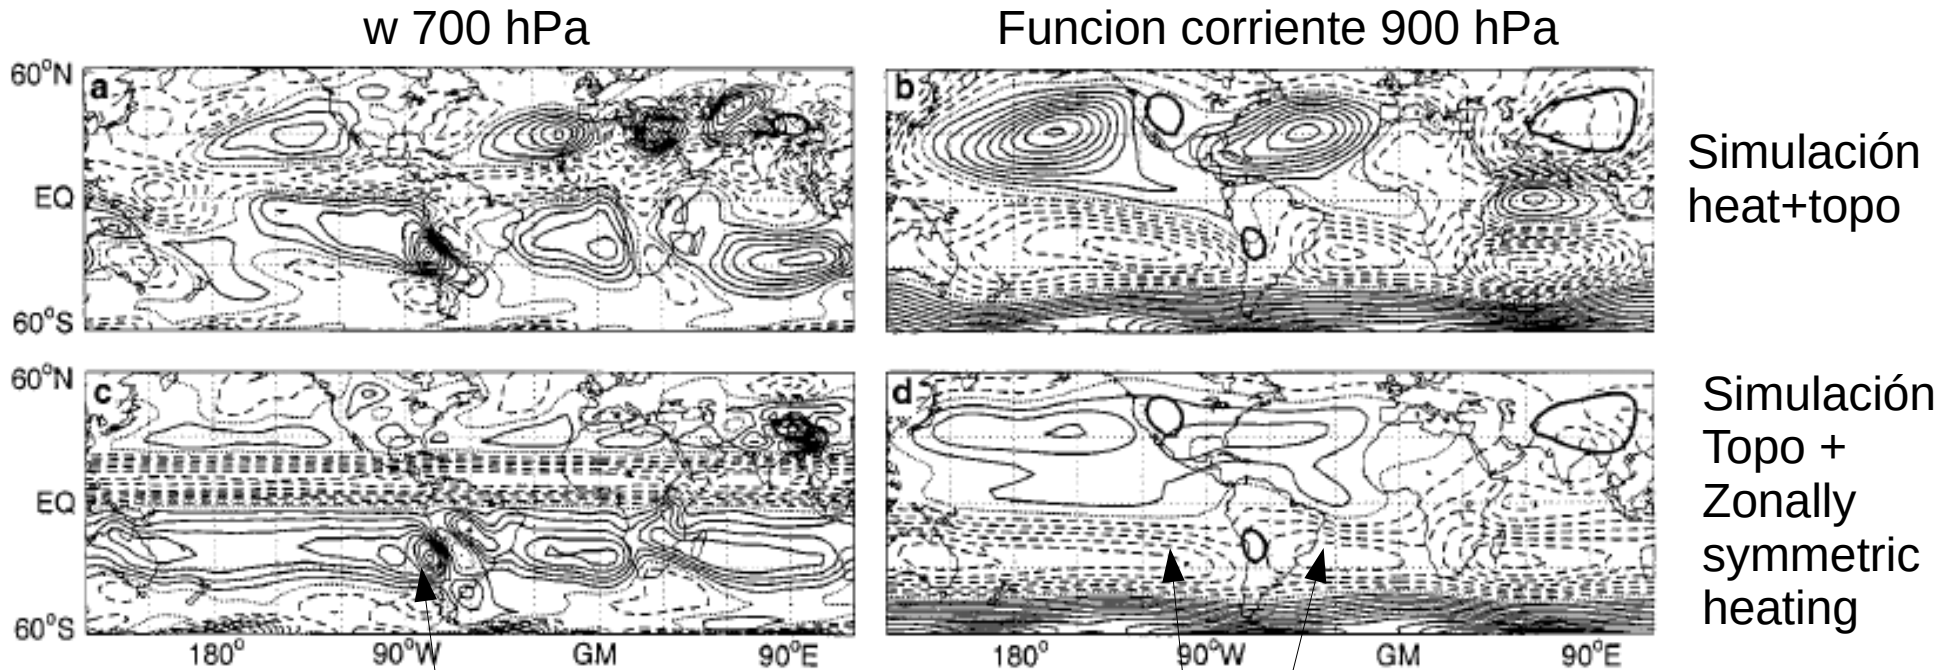 w 700 hPa
Funcion corriente 900 hPa
60°N
a
b
EQ
60°S
Simulación
heat+topo
60°N
c
d
EQ
60°S
180°
90°W
GM
90°E
180°
90°W
GM
90°E
Simulación
Topo +
Zonally
symmetric
heating